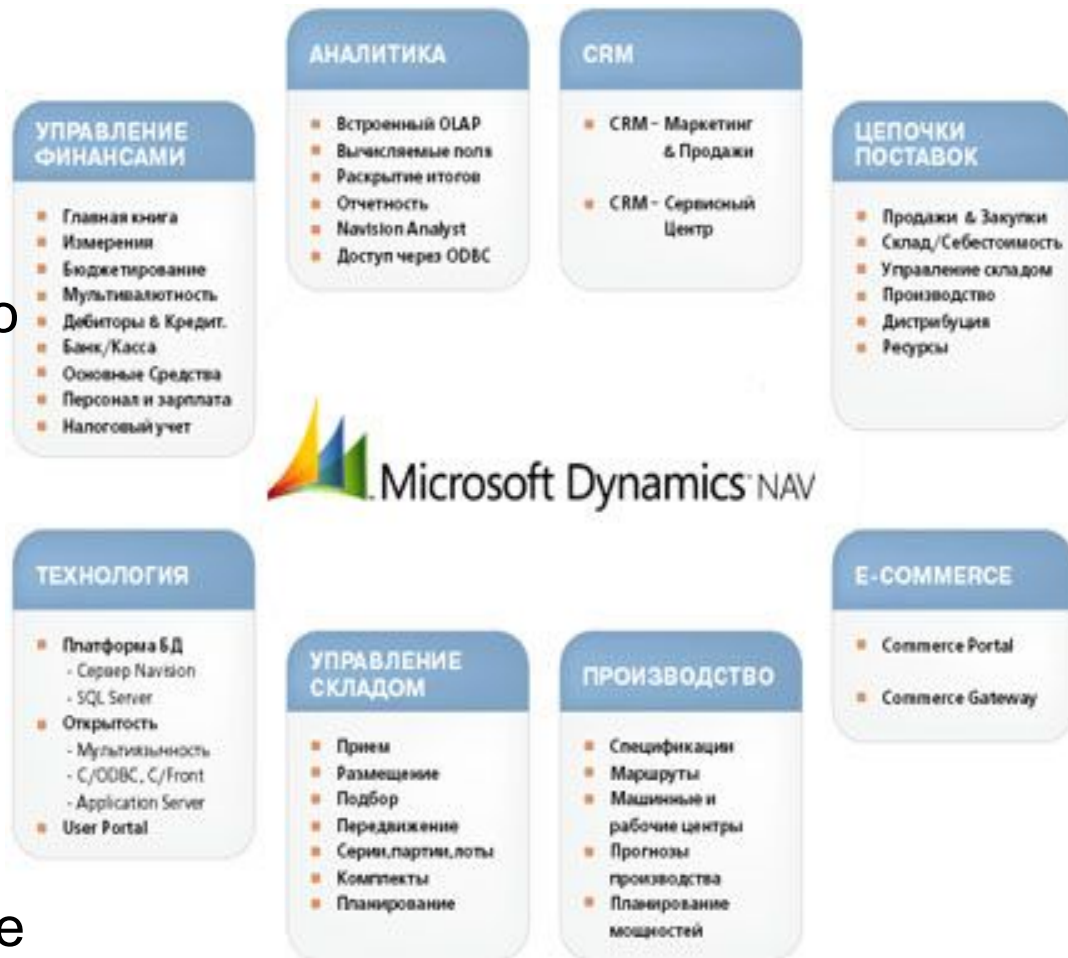 АНАЛИТИКА
Встроенный OLAP
Вычисляемые поля
Раскрытие итогов
Отчетность
Navision Analyst
Доступ через ODBC
CRM
CRM – Маркетинг
& Продажи
CRM – Сервисный
Центр
УПРАВЛЕНИЕ
ФИНАНСАМИ
Главная книга
Измерения
Бюджетирование
Мультивалютность
Дебиторы & Кредит.
Банк/Касса
Основные Средства
Персонал и зарплата
Налоговый учет
ЦЕПОЧКИ
ПОСТАВОК
Продажи & Закупки
Склад/Себестоимость
Управление складом
Производство
Дистрибуция
Ресурсы
о
Microsoft Dynamics NAV
ТЕХНОЛОГИЯ
Платформа БД
- Сервер Navision
- SQL Server
Открытость
- Мультиязычность
- C/ODBC, C/Front
- Application Server
User Portal
УПРАВЛЕНИЕ
СКЛАДОМ
Прием
Размещение
Подбор
Передвижение
Серии,партии,лоты
Комплекты
Планирование
ПРОИЗВОДСТВО
Спецификации
Маршруты
Машинные и
рабочие центры
Прогнозы
производства
Планирование
мощностей
E-COMMERCE
Commerce Portal
Commerce Gateway
е